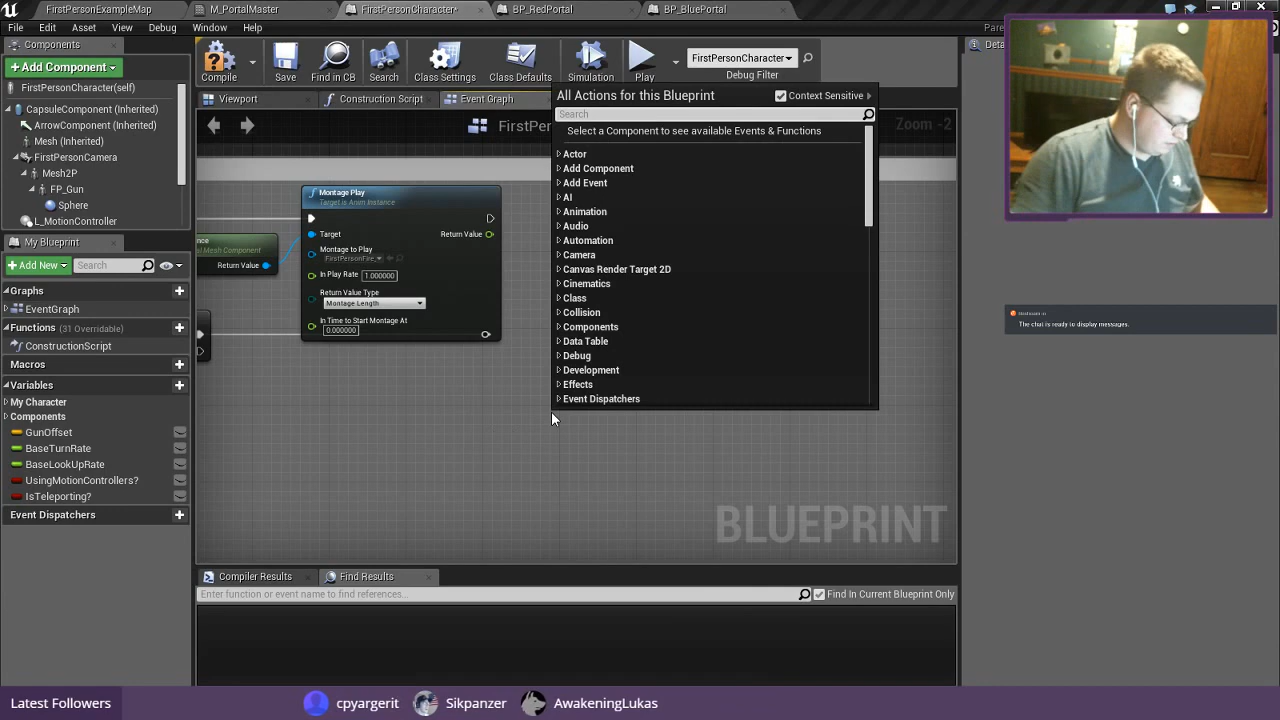 FirstPersonExampleMap
M_PortalMaster
FirstPersonCharacter•
BP_RedPortal
BP_BluePortal
File Edit Asset View Debug Window Help
Components
Add Component
FirstPersonCharacter(self)
CapsuleComponent (Inherited)
ArrowComponent (Inherited)
Mesh (Inherited)
FirstPersonCamera
Mesh2P
FP_Gun
Sphere
L_MotionController
My Blueprint
Add New
Search
Graphs
EventGraph
Functions (31 Overridable)
ConstructionScript
Macros
Variables
My Character
Components
GunOffset
BaseTurnRate
BaseLookUpRate
UsingMotionControllers?
IsTeleporting?
Event Dispatchers
Compile
Save
Find in CB
Search
Class Settings
Class Defaults
Simulation
Play
FirstPersonCharacter
Debug Filter
Viewport
Construction Script
Event Graph
FirstPer
Zoom -2
Montage Play
Target is Anim Instance
Target
Return Value
Montage to Play
FirstPersonFire_
In Play Rate 1.000000
Return Value Type
Montage Length
In Time to Start Montage At
0.000000
nce
al Mesh Component
Return Value
All Actions for this Blueprint
Context Sensitive
Search
Select a Component to see available Events & Functions
Actor
Add Component
Add Event
AI
Animation
Audio
Automation
Camera
Canvas Render Target 2D
Cinematics
Class
Collision
Components
Data Table
Debug
Development
Effects
Event Dispatchers
BLUEPRINT
Compiler Results
Find Results
Enter function or event name to find references...
Find In Current Blueprint Only
Pare
Deta
The chat is ready to display messages.
Latest Followers
cpyargerit
Sikpanzer
AwakeningLukas